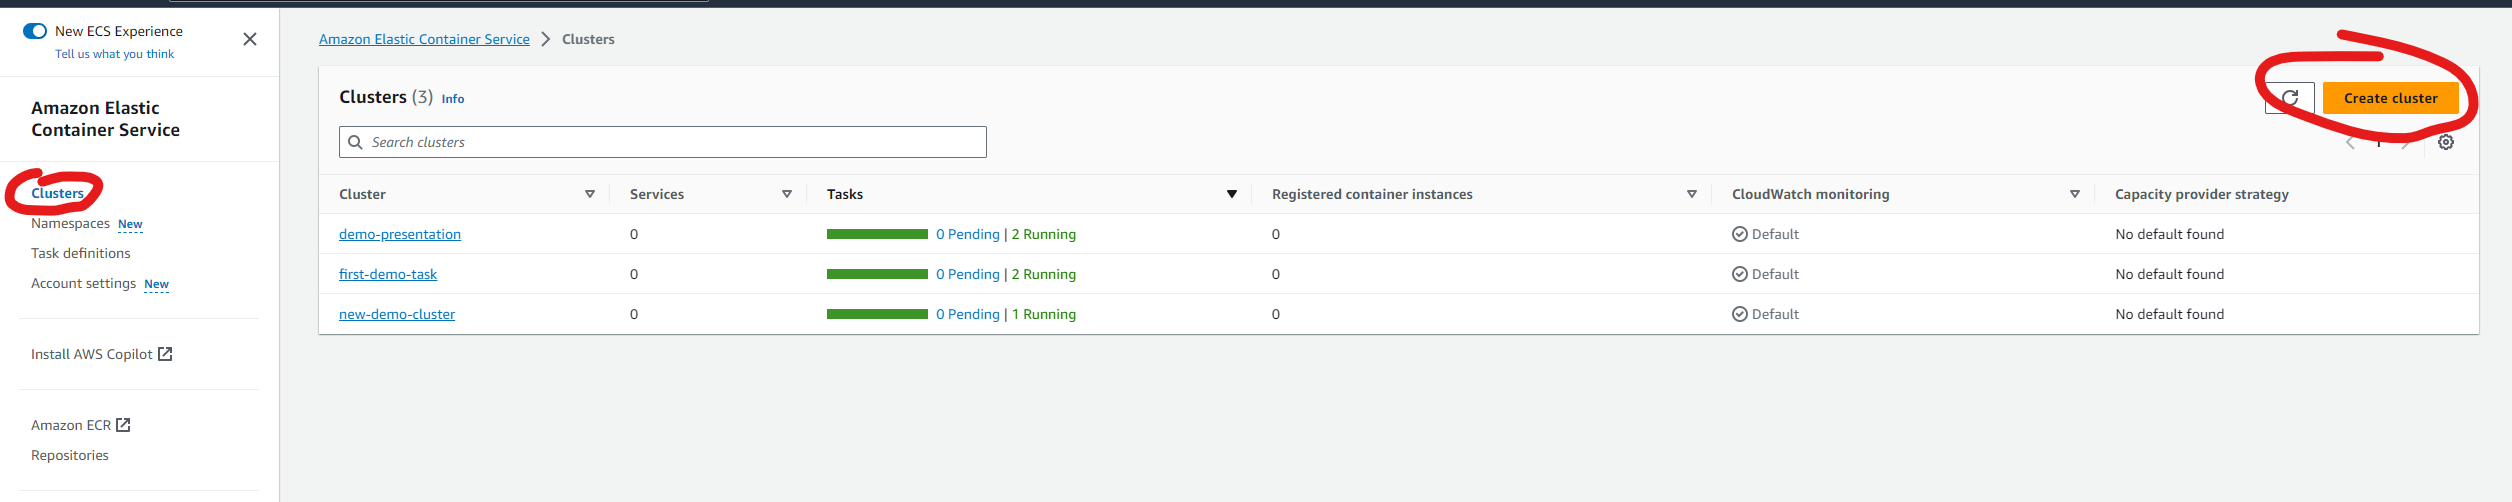 New ECS Experience
Tell us what you think
Amazon Elastic
Container Service
Clusters
Namespaces New
Task definitions
Account settings New
Install AWS Copilot
Amazon ECR
Repositories
Amazon Elastic Container Service > Clusters
Clusters (3) Info
Create cluster
Search clusters
1
Cluster Services Tasks Registered container instances CloudWatch monitoring Capacity provider strategy
demo-presentation 0 0 Pending | 2 Running 0 Default No default found
first-demo-task 0 0 Pending | 2 Running 0 Default No default found
new-demo-cluster 0 0 Pending | 1 Running 0 Default No default found